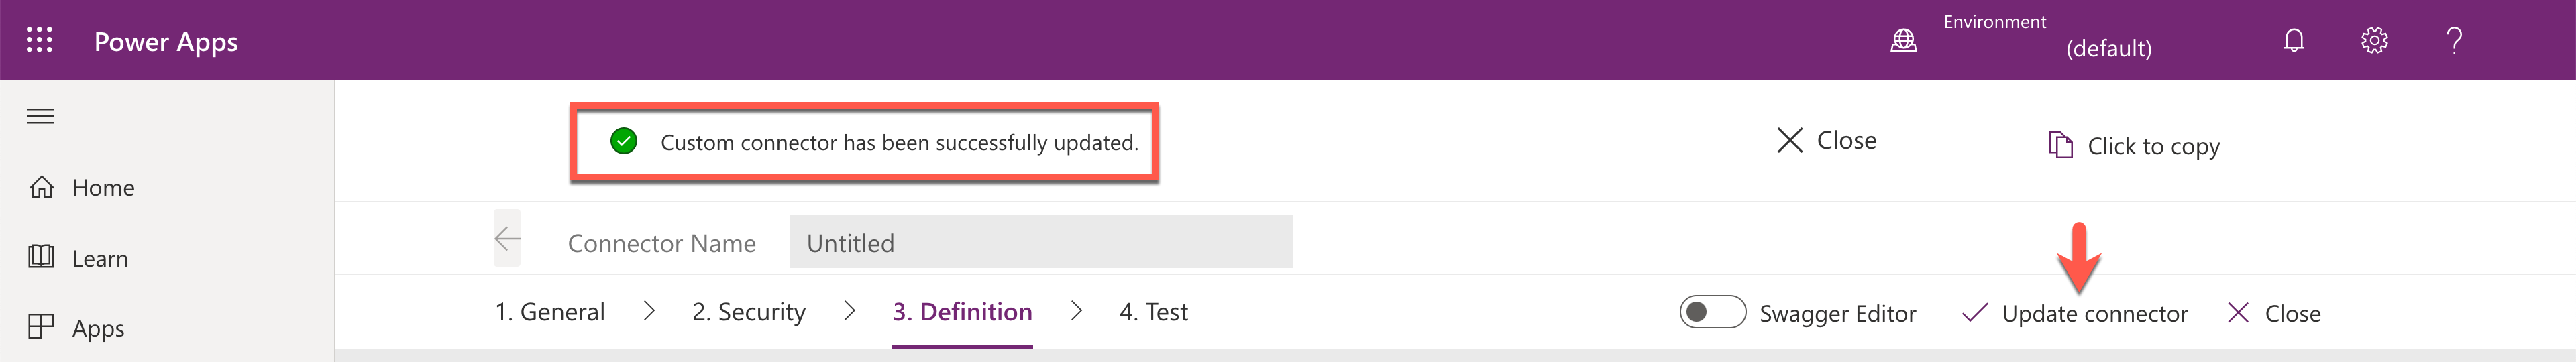 Power Apps
Environment
(default)
Custom connector has been successfully updated.
Close
Click to copy
Home
Connector Name
Untitled
Learn
1. General
2. Security
3. Definition
4. Test
Swagger Editor
Update connector
Close
Apps